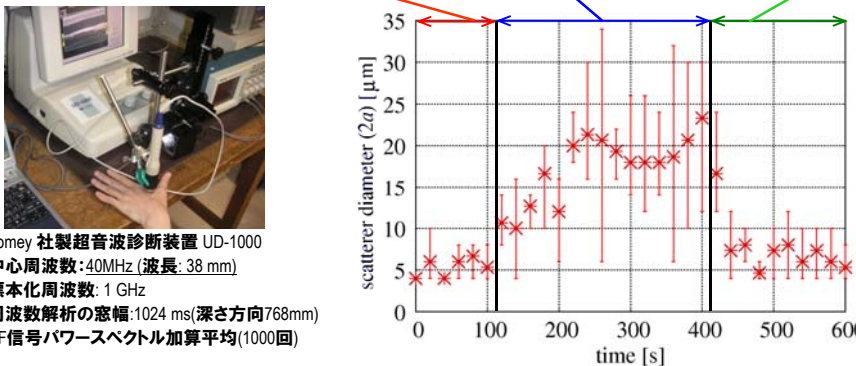 omey 社製超音波診断装置 UD-1000
心周波数：40MHz (波長: 38 mm)
本化周波数: 1 GHz
波数解析の窓幅:1024 ms(深さ方向768mm)
F信号パワースペクトル加算平均(1000回)
35
30
25
20
15
10
5
0
scatterer diameter (2a) [μm]
0 100 200 300 400 500 600
time [s]